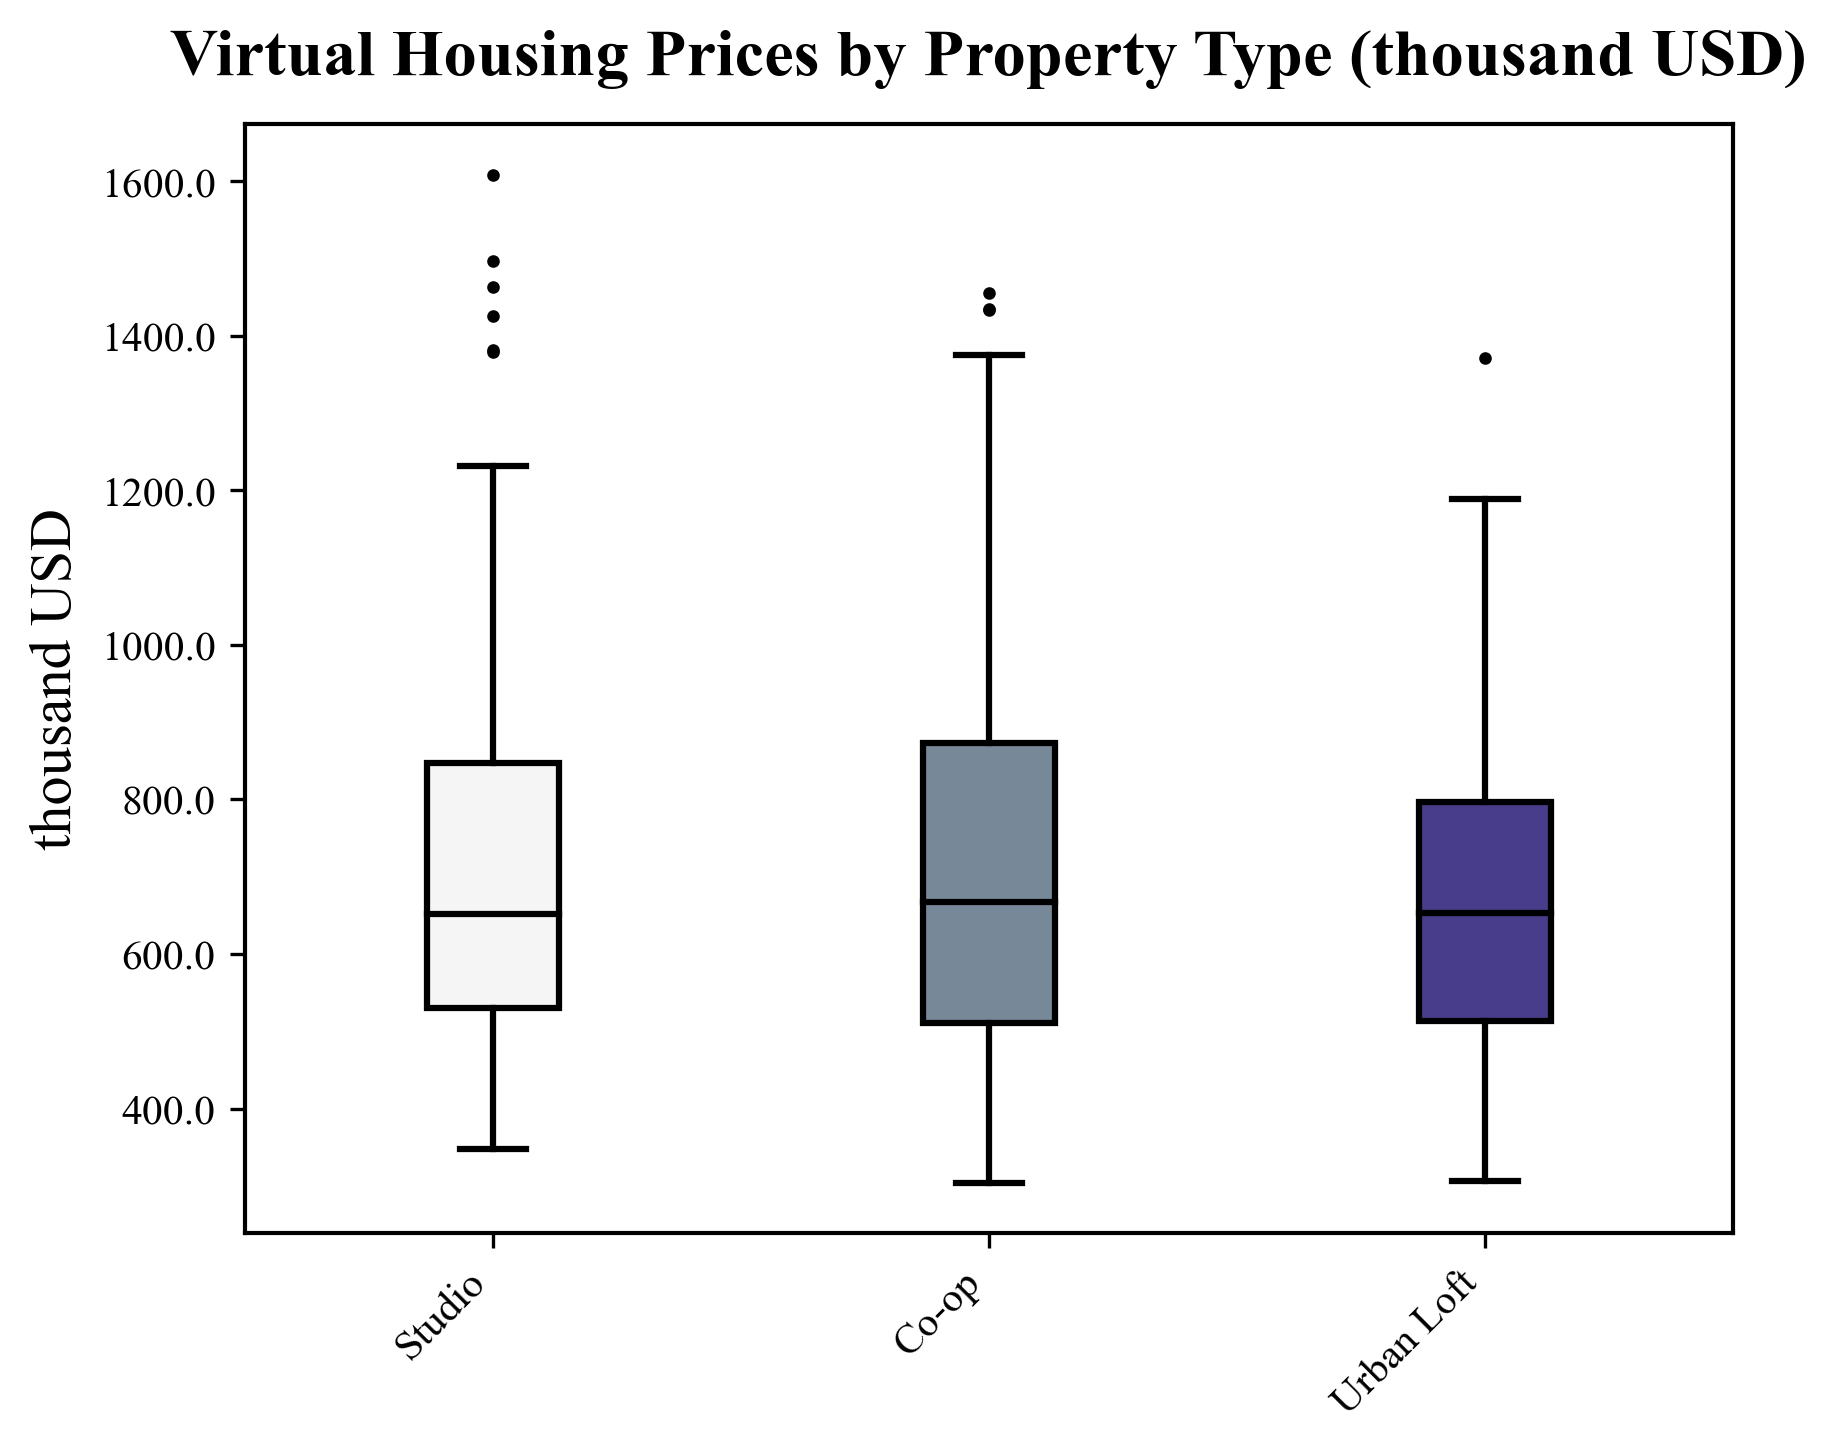 Virtual Housing Prices by Property Type (thousand USD)
thousand USD
1600.0
1400.0
1200.0
1000.0
800.0
600.0
400.0
Studio
Co-op
Urban Loft